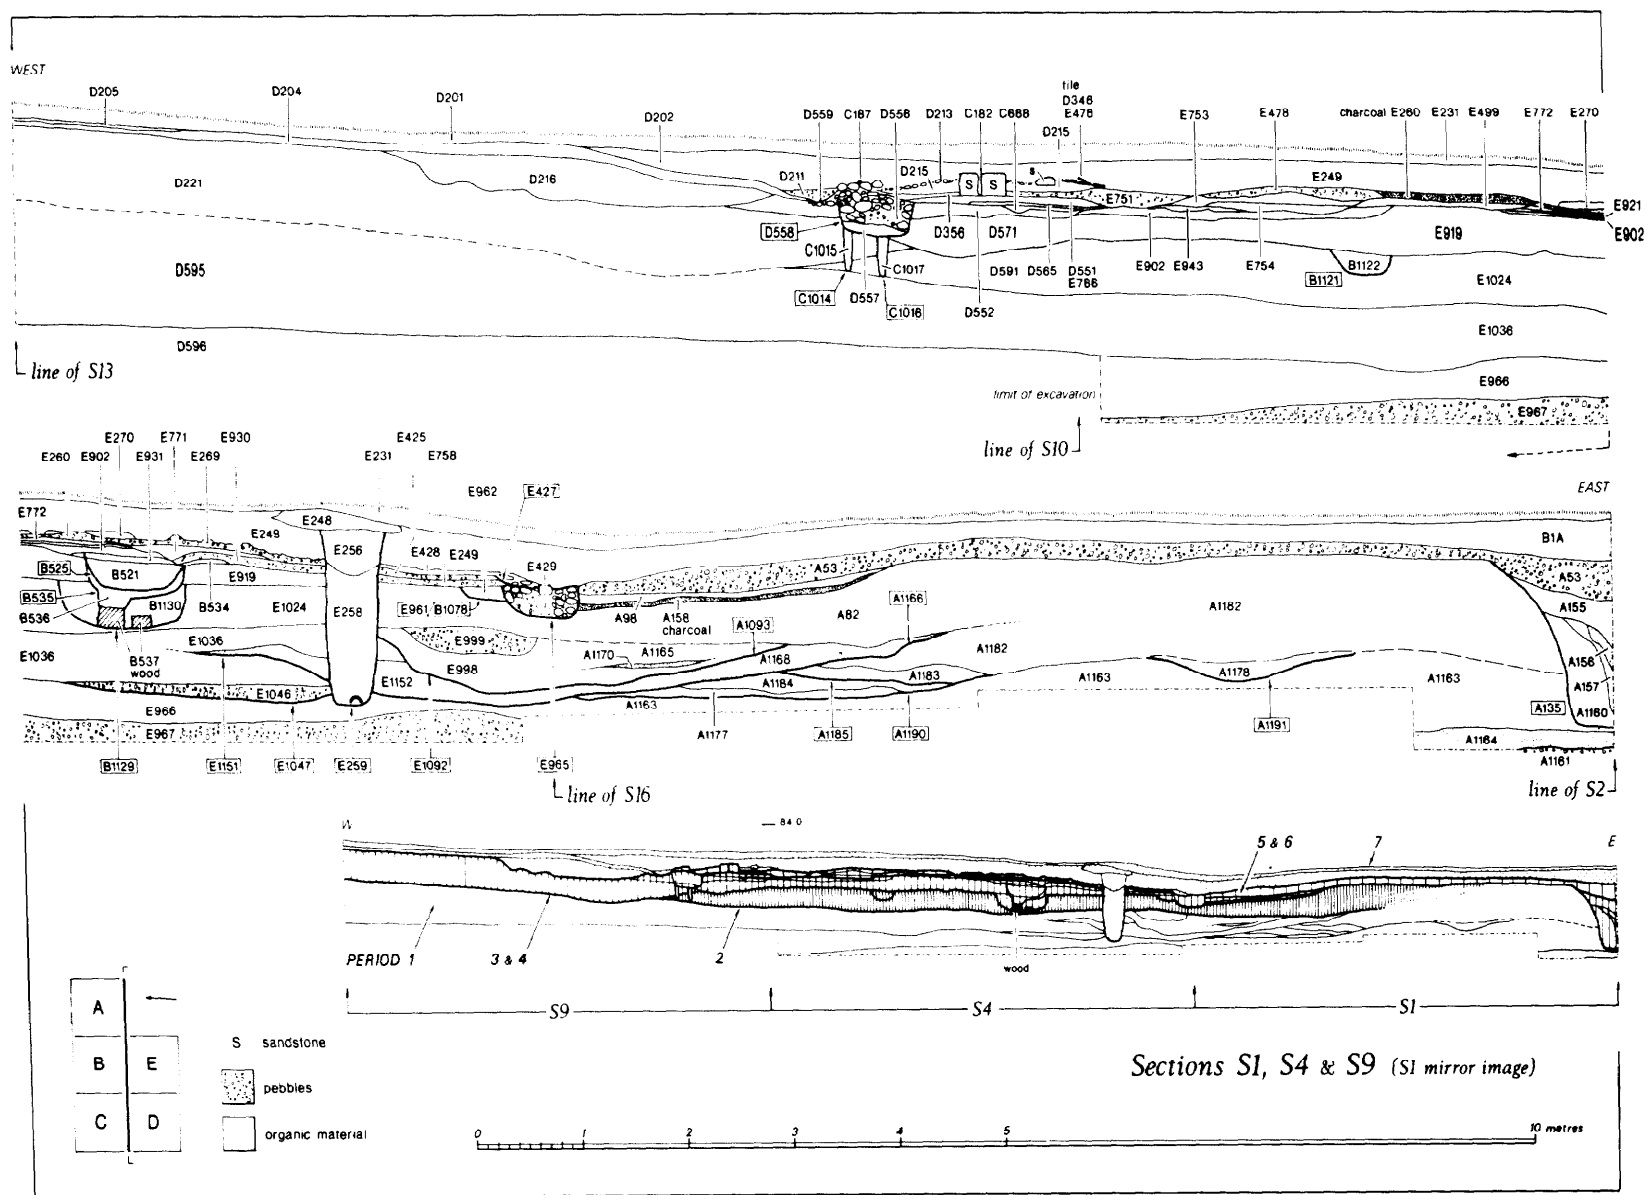 WEST
tile
D205 D204 D201 D202 D559 C187 D556 D213 C182 C688 D346 E753 E478 charcoal E260 E231 E499 E772 E270
E476
D215
D221 D216 D211 D215 S S S E751 E249 E921
D558 C1015 D356 D571 E919 E902
D595 C1017 D591 D565 D551 E902 E943 E754 B1122
E786 B1121 E1024
C1014 D557 C1016 D552
D596 E1036
line of S13
limit of excavation E966
E967
line of S10
E270 E771 E930 E425
E260 E902 E931 E269 E231 E758
E962 E427 EAST
E772 E248
E249 E256 E428 E249 B1A
B525 B521 E919 E429 A53 A53
B535 B1130 B534 E1024 E258 E961 B1078 A98 A158 A82 A1166 A1182 A155
B536 charcoal A1093
E1036 E1036 B537 E999 A1170 A1165 A1168 A1182 A156
wood E998
E1152 A1184 A1183 A1163 A1178 A1163 A157
E1046 A1163 A135 A1160
E966 A1177 A1185 A1190 A1191 A1164
E967 A1161
B1129 E1151 E1047 E259 E1092 E965
line of S16 line of S2
W 84.0 5 & 6 7 E
PERIOD 1 3 & 4 2
wood
S9 S4 S1
A
B E
C D
S sandstone
pebbles
organic material
Sections S1, S4 & S9 (S1 mirror image)
0 1 2 3 4 5 10 metres